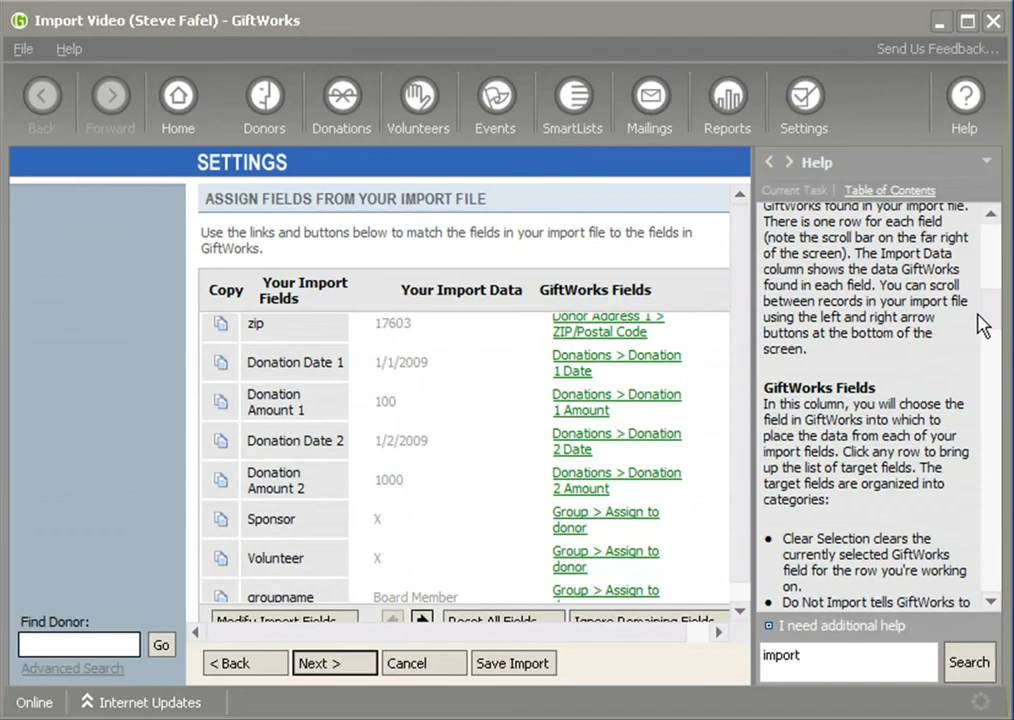 Import Video (Steve Fafel) - GiftWorks
File Help Send Us Feedback...
Back Forward Home Donors Donations Volunteers Events SmartLists Mailings Reports Settings Help
SETTINGS
ASSIGN FIELDS FROM YOUR IMPORT FILE
Use the links and buttons below to match the fields in your import file to the fields in
GiftWorks.
Copy Your Import Fields Your Import Data GiftWorks Fields
zip 17603 Donor Address 1 >
ZIP/Postal Code
Donation Date 1 1/1/2009 Donations > Donation
1 Date
Donation
Amount 1 100 Donations > Donation
1 Amount
Donation Date 2 1/2/2009 Donations > Donation
2 Date
Donation
Amount 2 1000 Donations > Donation
2 Amount
Sponsor X Group > Assign to
donor
Volunteer X Group > Assign to
donor
groupname Board Member Group > Assign to
Modify Import Fields Reset All Fields Ignore Remaining Fields
< Back Next > Cancel Save Import
Find Donor:
Go
Advanced Search
Online Internet Updates
Help
Current Task | Table of Contents
GiftWorks found in your import file.
There is one row for each field
(note the scroll bar on the far right
of the screen). The Import Data
column shows the data GiftWorks
found in each field. You can scroll
between records in your import file
using the left and right arrow
buttons at the bottom of the
screen.
GiftWorks Fields
In this column, you will choose the
field in GiftWorks into which to
place the data from each of your
import fields. Click any row to bring
up the list of target fields. The
target fields are organized into
categories:
• Clear Selection clears the
currently selected GiftWorks
field for the row you're working
on.
• Do Not Import tells GiftWorks to
I need additional help
import
Search